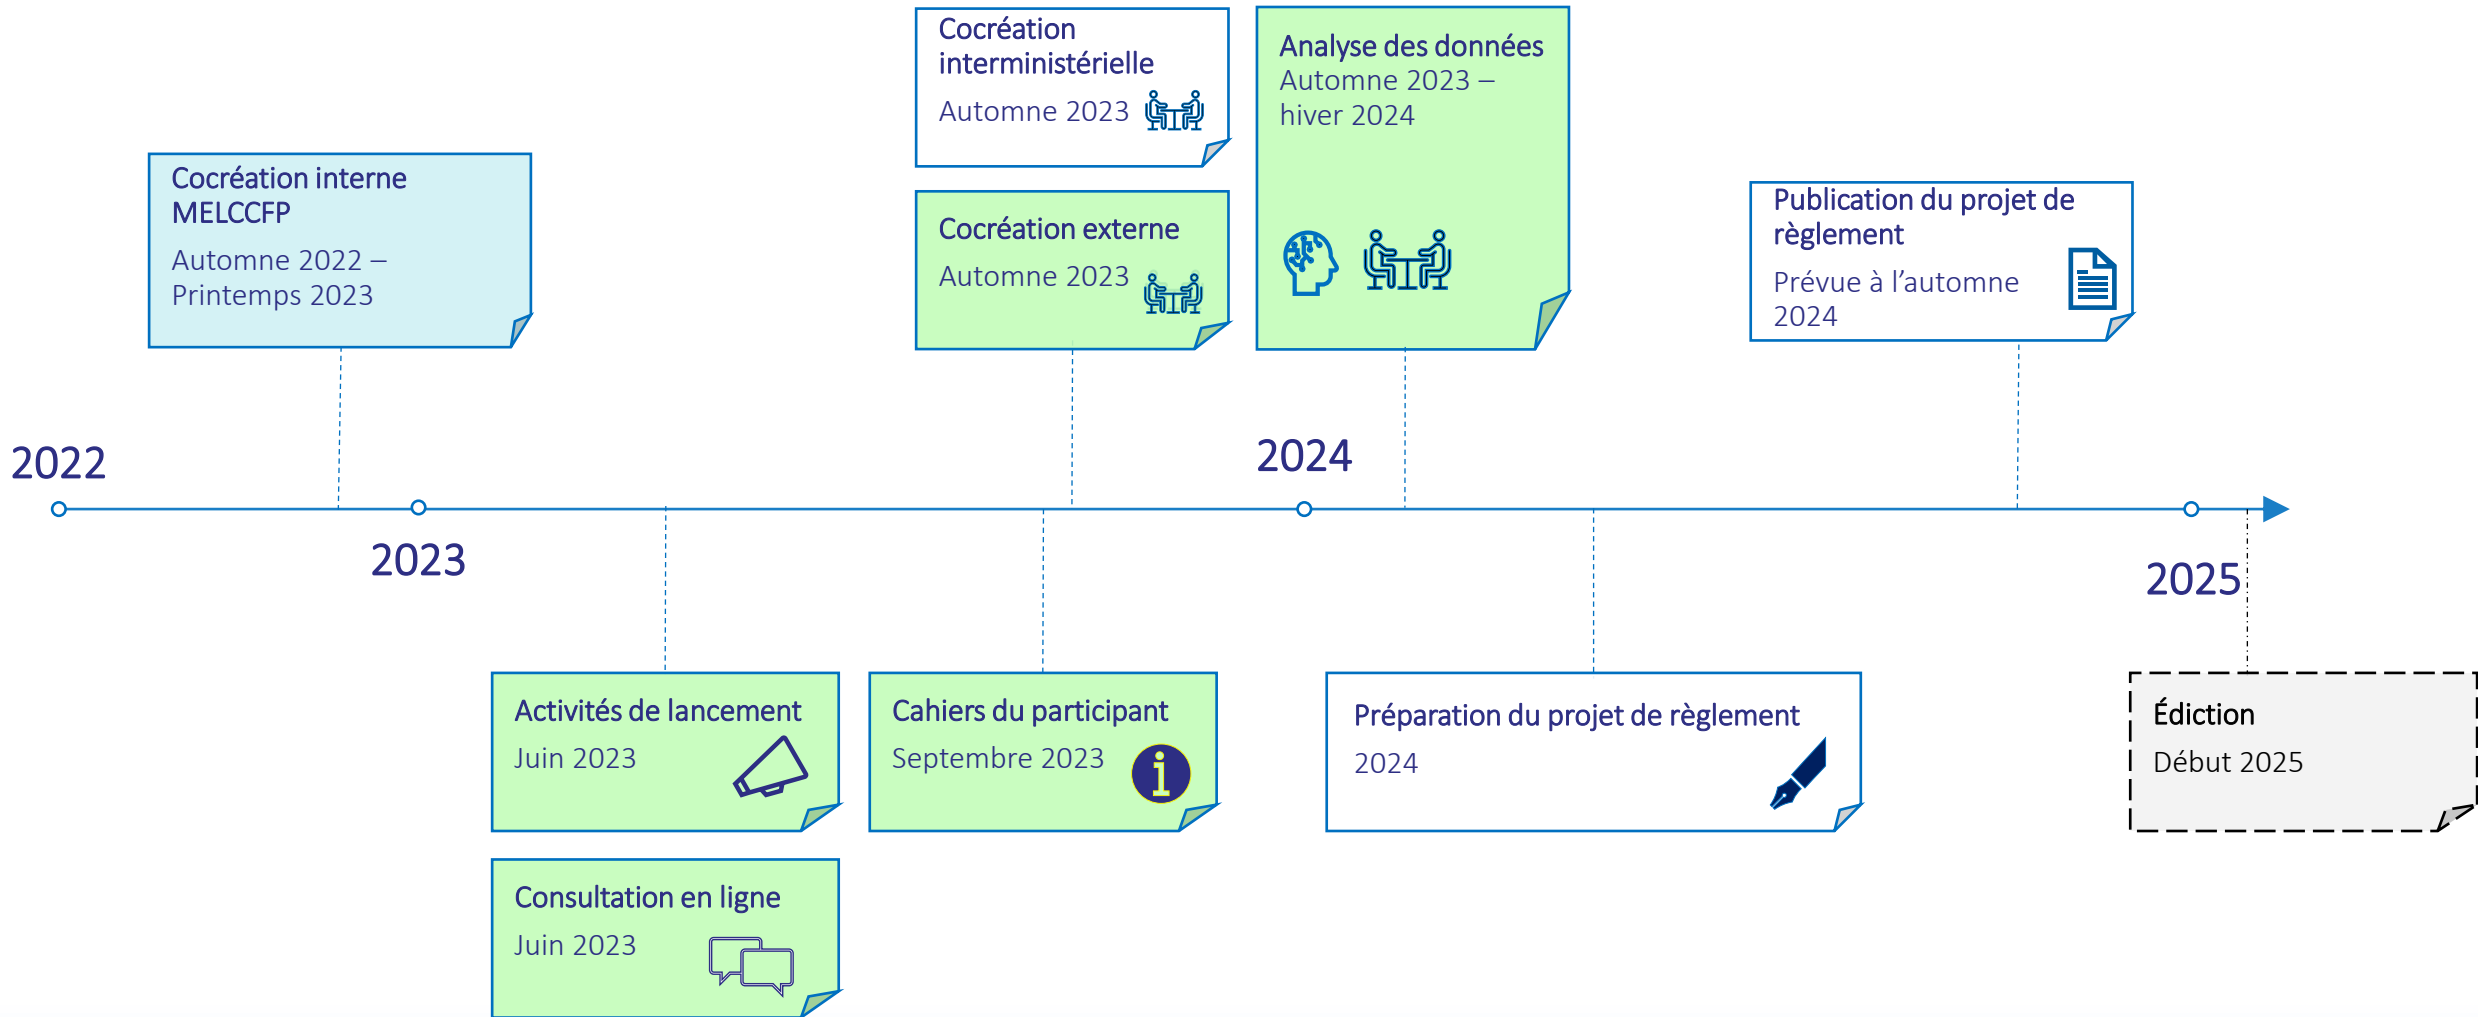 Cocréation
interministérielle
Automne 2023
Analyse des données
Automne 2023 –
hiver 2024
Cocréation interne
MELCCFP
Automne 2022 –
Printemps 2023
Cocréation externe
Automne 2023
Publication du projet de
règlement
Prévue à l’automne
2024
2022
2023
2024
2025
Activités de lancement
Juin 2023
Cahiers du participant
Septembre 2023
Préparation du projet de règlement
2024
Édiction
Début 2025
Consultation en ligne
Juin 2023